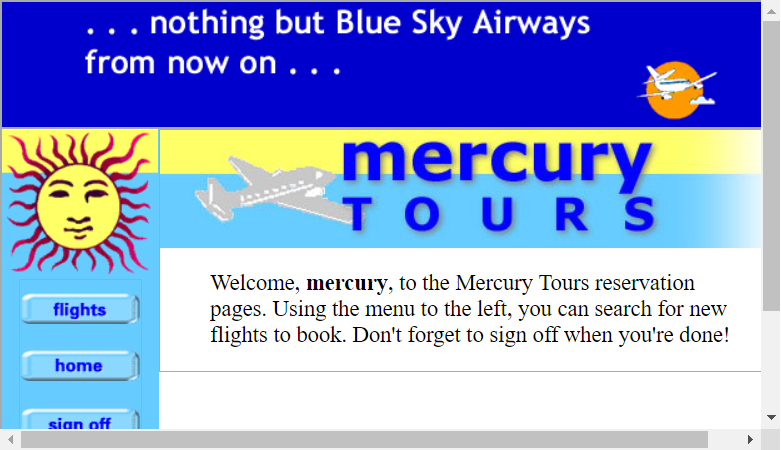 . . . nothing but Blue Sky Airways
from now on . . .
mercury
TOURS
Welcome, mercury, to the Mercury Tours reservation
pages. Using the menu to the left, you can search for new
flights to book. Don't forget to sign off when you're done!
flights
home
sign off